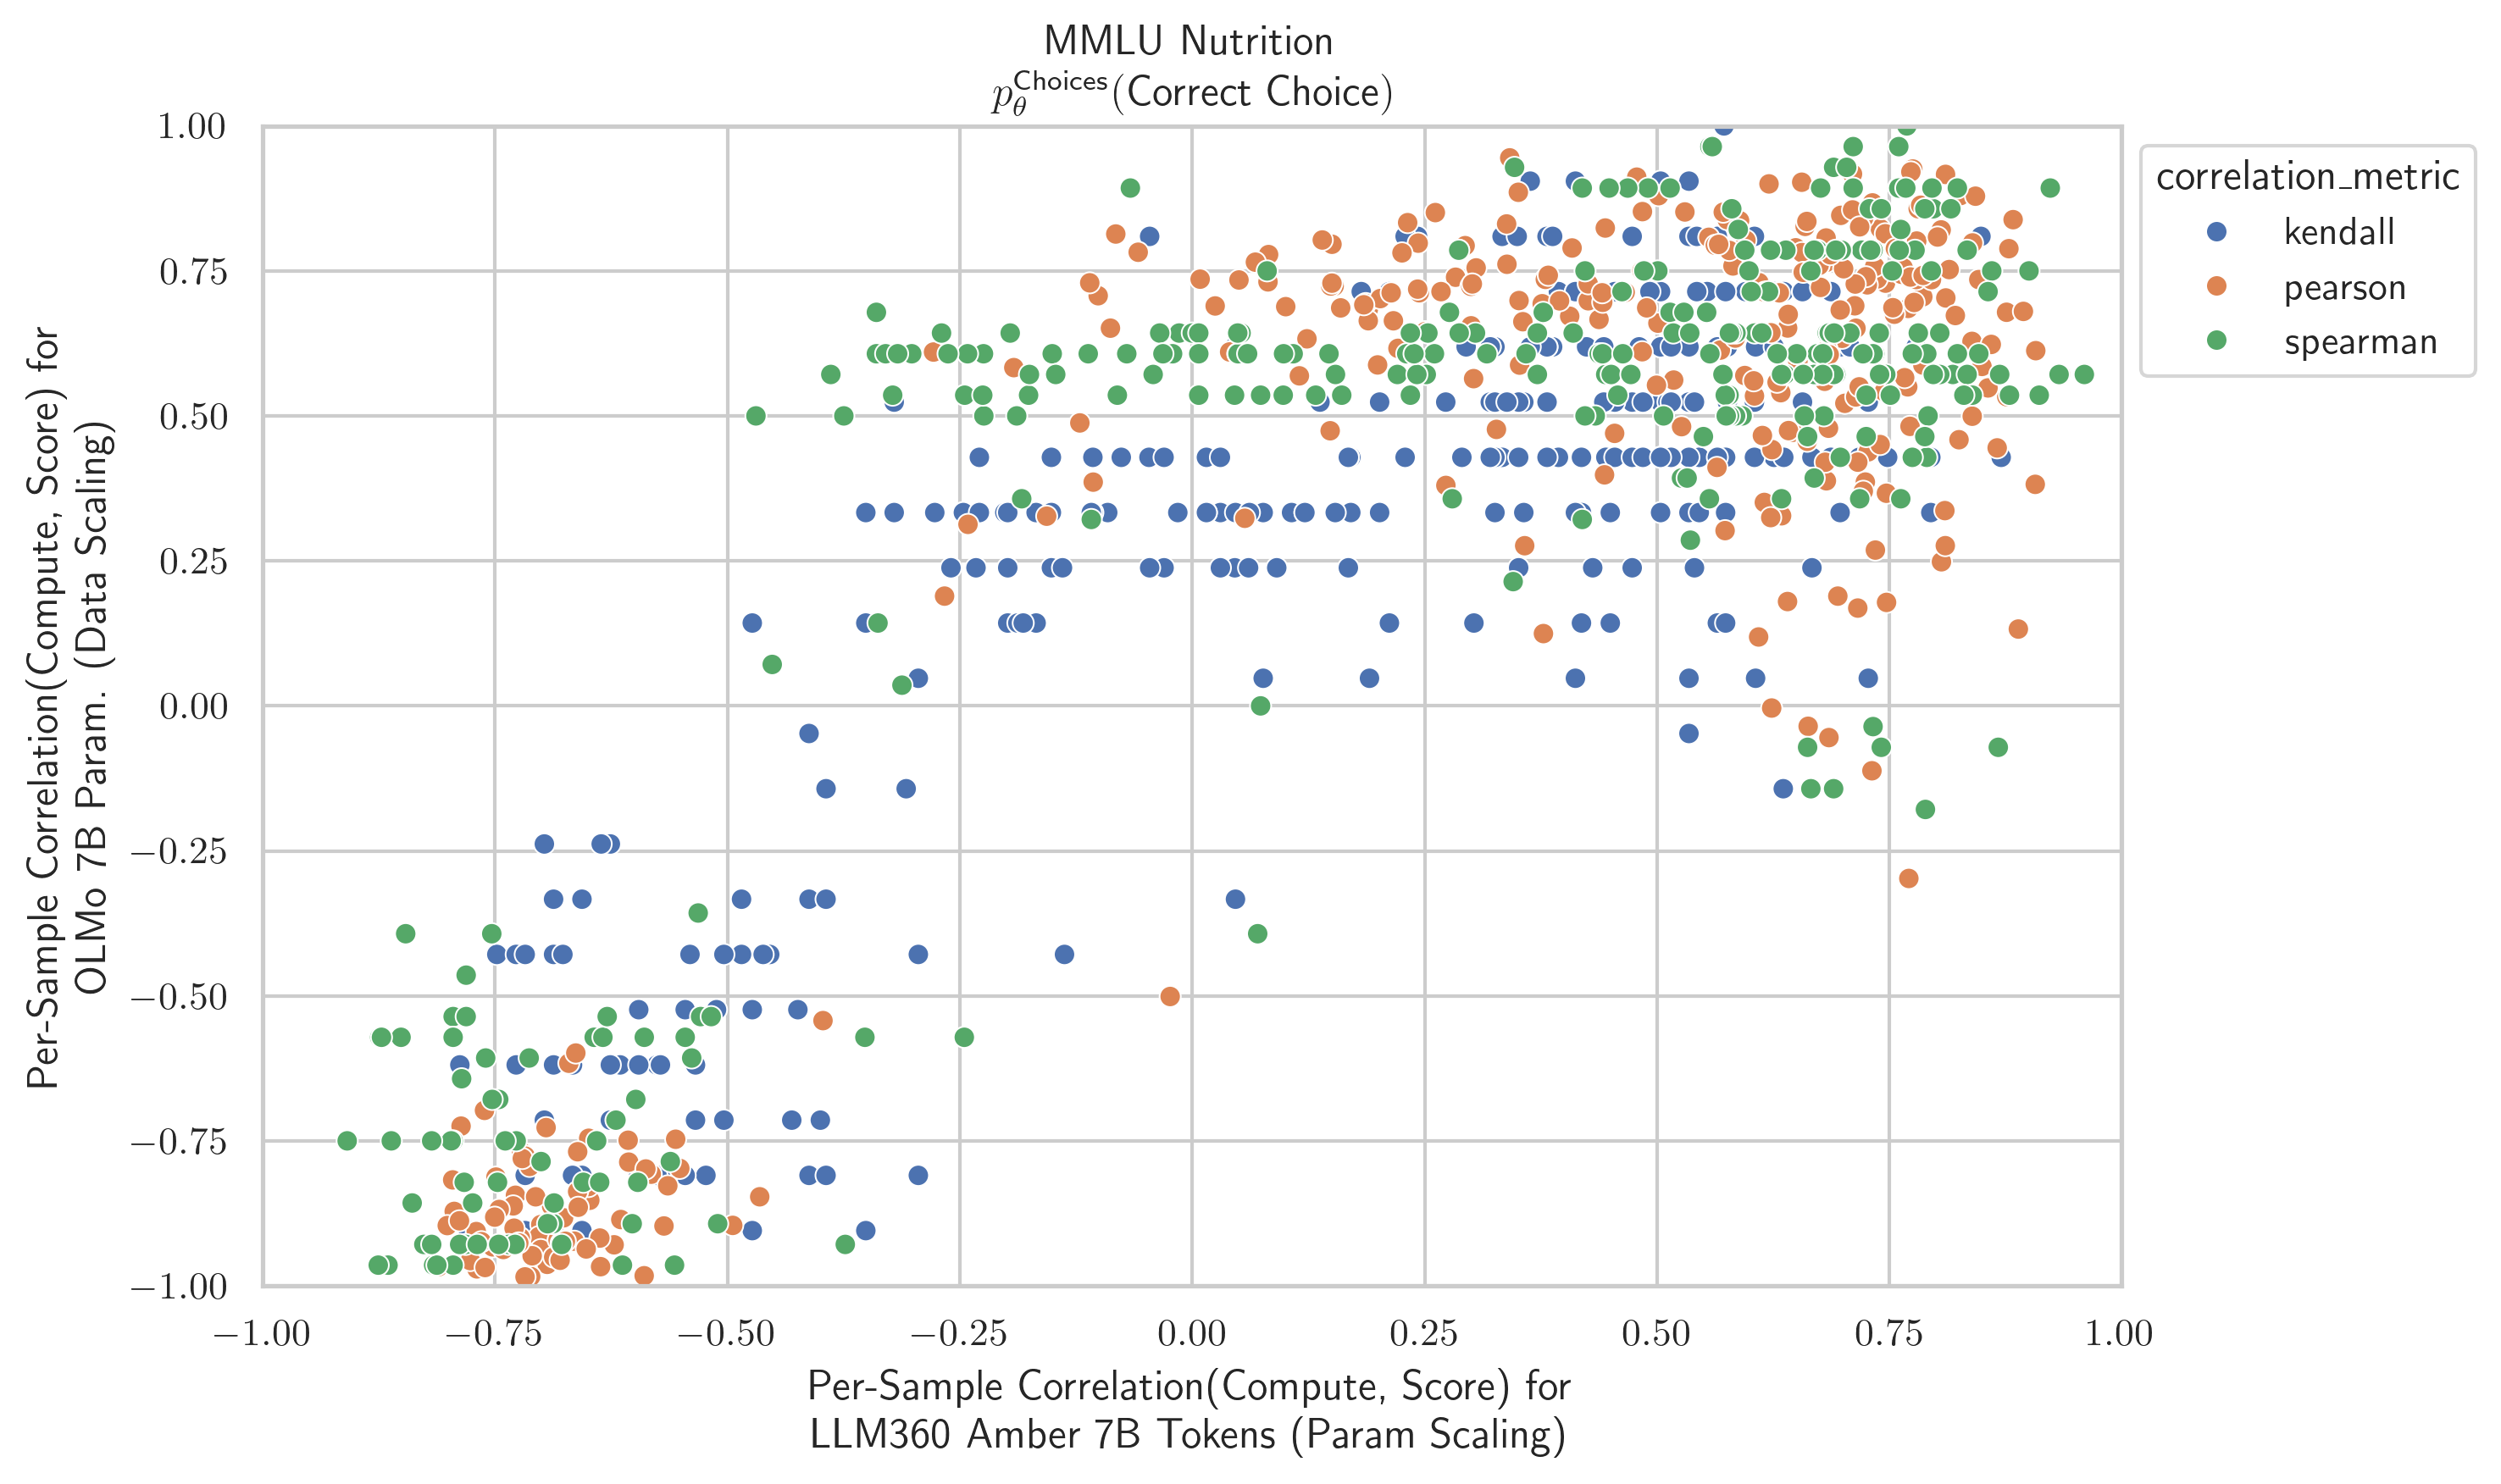 MMLU Nutrition
p_θ^Choices(Correct Choice)
1.00
0.75
0.50
0.25
0.00
−0.25
−0.50
−0.75
−1.00
Per-Sample Correlation(Compute, Score) for
OLMo 7B Param. (Data Scaling)
correlation_metric
kendall
pearson
spearman
−1.00
−0.75
−0.50
−0.25
0.00
0.25
0.50
0.75
1.00
Per-Sample Correlation(Compute, Score) for
LLM360 Amber 7B Tokens (Param Scaling)